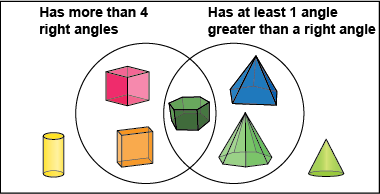 Has more than 4
right angles
Has at least 1 angle
greater than a right angle